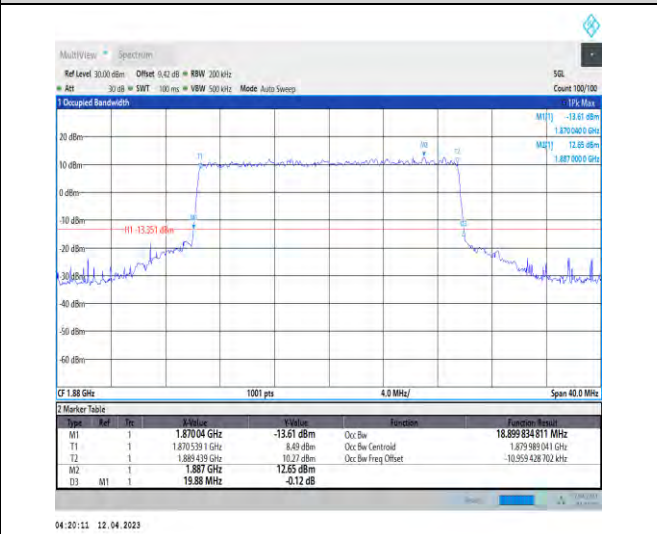 MultiView Spectrum
Ref Level 30.00 dBm Offset 9.42 dB RBW 200 kHz SGL
Att 30 dB SWT 100 ms VBW 500 kHz Mode Auto Sweep Count 100/100
1 Occupied Bandwidth 1Pk Max
M1[1] -13.61 dBm
1.870 040 0 GHz
M2[1] 12.65 dBm
1.887 000 0 GHz
20 dBm
10 dBm
0 dBm
-10 dBm
H1 -13.351 dBm
-20 dBm
-30 dBm
-40 dBm
-50 dBm
-60 dBm
T1
T2
CF 1.88 GHz 1001 pts 4.0 MHz/ Span 40.0 MHz
2 Marker Table
Type Ref Trc X-Value Y-Value Function Function Result
M1 1 1.87004 GHz -13.61 dBm Occ Bw 18.899 834 811 MHz
T1 1 1.870 539 1 GHz 8.49 dBm Occ Bw Centroid 1.879 989 041 GHz
T2 1 1.889 439 GHz 10.27 dBm Occ Bw Freq Offset -10.959 428 702 kHz
M2 1 1.887 GHz 12.65 dBm
D3 M1 1 19.88 MHz -0.12 dB
04:20:11 12.04.2023